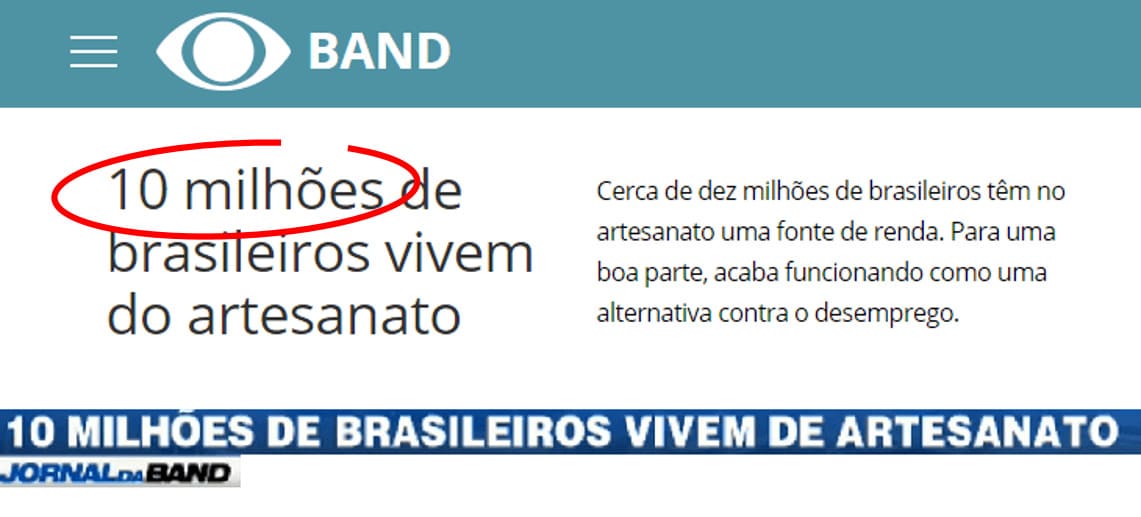 BAND
10 milhões de
brasileiros vivem
do artesanato
Cerca de dez milhões de brasileiros têm no
artesanato uma fonte de renda. Para uma
boa parte, acaba funcionando como uma
alternativa contra o desemprego.
10 MILHÕES DE BRASILEIROS VIVEM DE ARTESANATO
JORNAL DA BAND